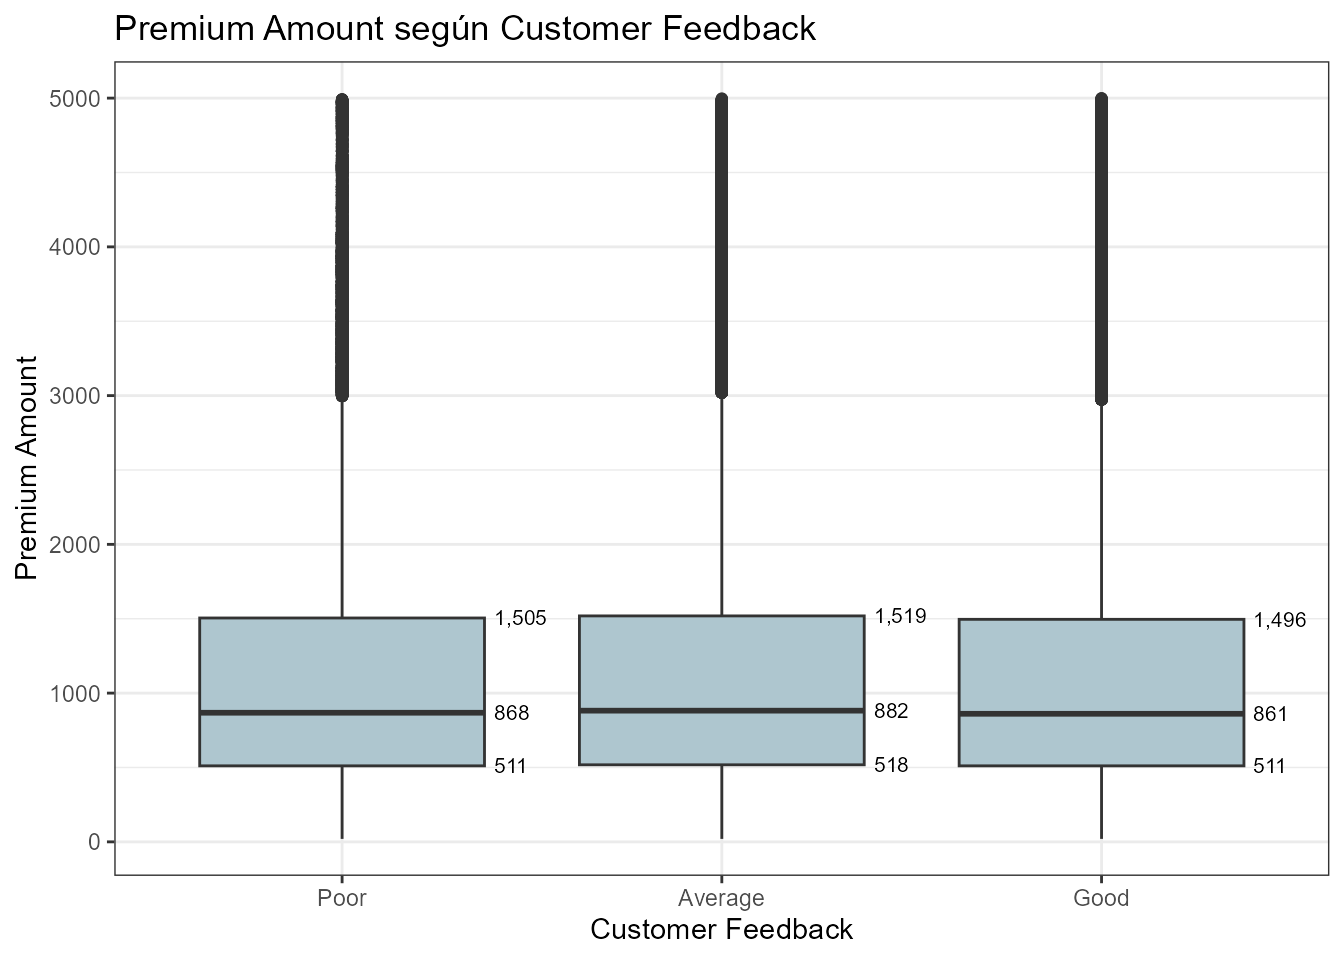 Premium Amount según Customer Feedback
Premium Amount
5000
4000
3000
2000
1000
0
1,505
868
511
1,519
882
518
1,496
861
511
Poor
Average
Good
Customer Feedback